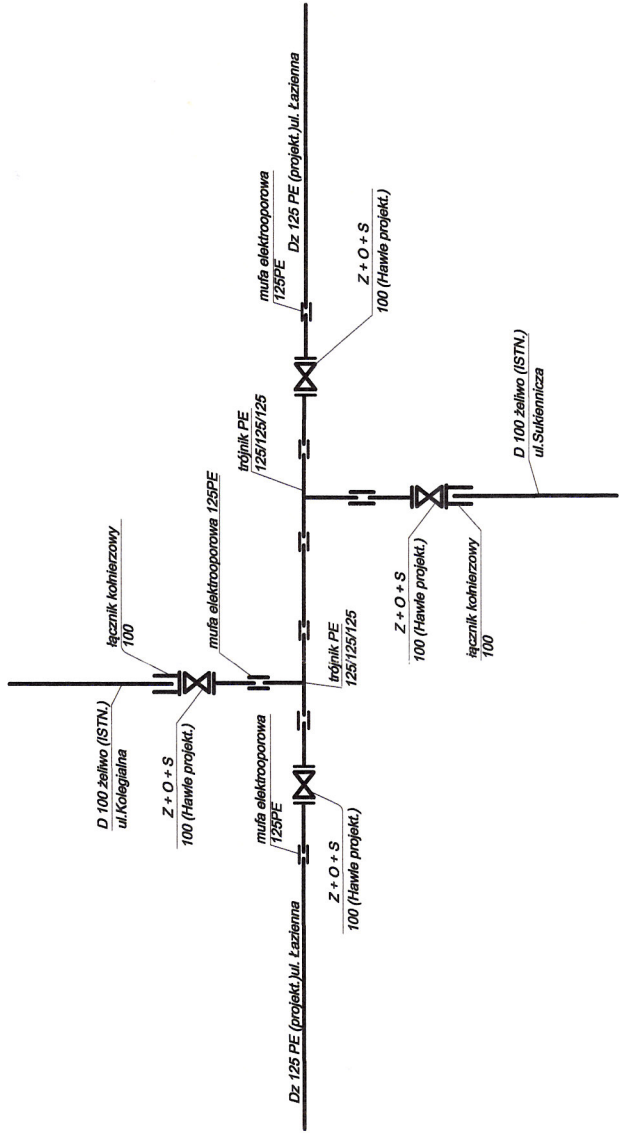 Dz 125 PE (projekt.)ul. Łazienna
mufa elektrooporowa
125PE
Z + O + S
100 (Hawle projekt.)
trójnik PE
125/125/125
D 100 żeliwo (ISTN.)
ul.Sukiennicza
mufa elektrooporowa 125PE
Z + O + S
100 (Hawle projekt.)
łącznik kołnierzowy
100
łącznik kołnierzowy
100
trójnik PE
125/125/125
D 100 żeliwo (ISTN.)
ul.Kolegialna
Z + O + S
100 (Hawle projekt.)
mufa elektrooporowa
125PE
Z + O + S
100 (Hawle projekt.)
Dz 125 PE (projekt.)ul. Łazienna